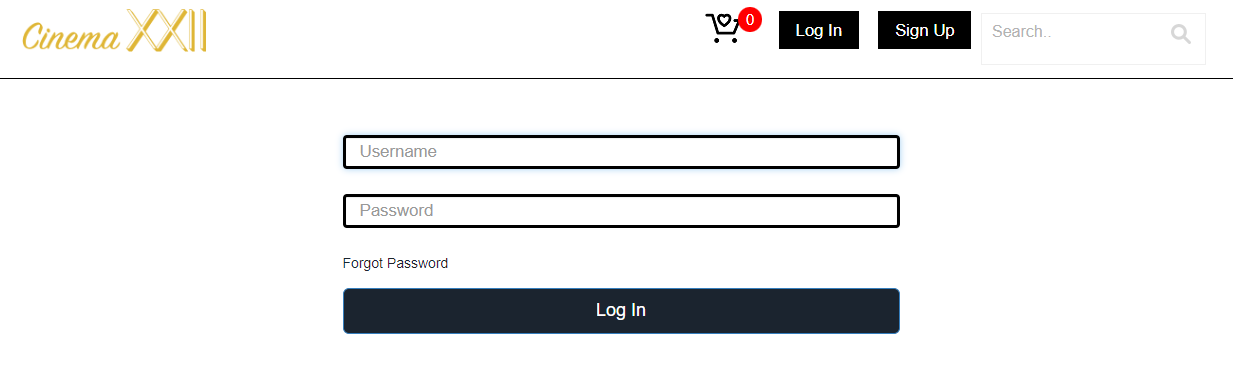 Cinema XXII
0
Log In
Sign Up
Search..
Username
Password
Forgot Password
Log In